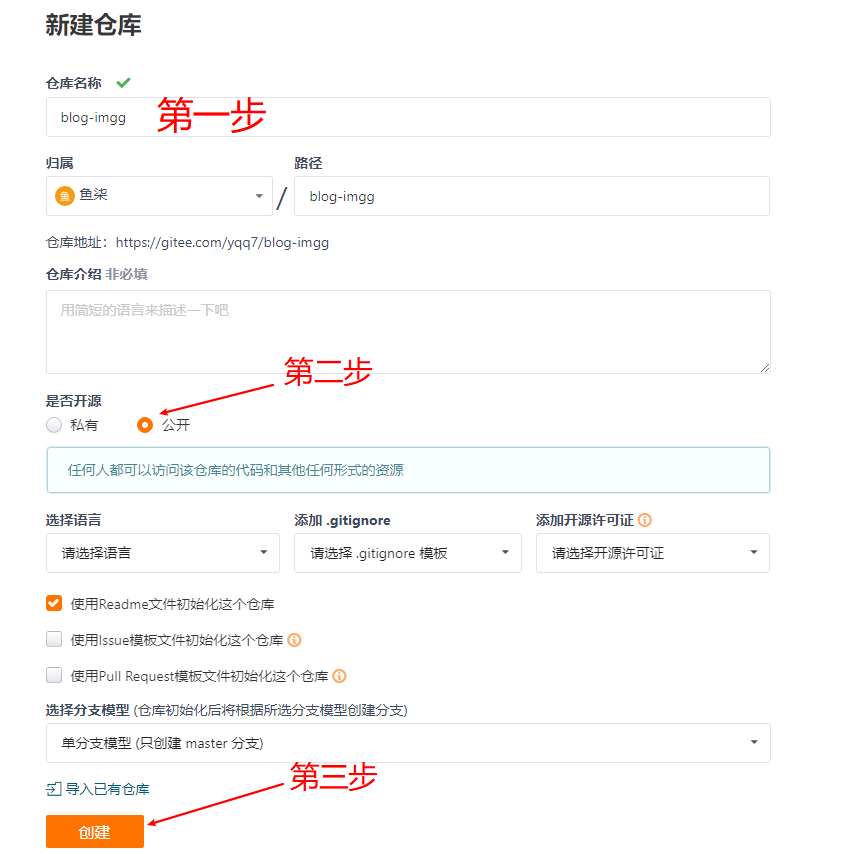 新建仓库
仓库名称
blog-imgg 第一步
归属 路径
鱼 鱼柒 / blog-imgg
仓库地址：https://gitee.com/yqq7/blog-imgg
仓库介绍 非必填
用简短的语言来描述一下吧
第二步
是否开源
私有 公开
任何人都可以访问该仓库的代码和其他任何形式的资源
选择语言 添加 .gitignore 添加开源许可证
请选择语言 请选择 .gitignore 模板 请选择开源许可证
使用Readme文件初始化这个仓库
使用Issue模板文件初始化这个仓库
使用Pull Request模板文件初始化这个仓库
选择分支模型 (仓库初始化后将根据所选分支模型创建分支)
单分支模型 (只创建 master 分支)
第三步
导入已有仓库
创建